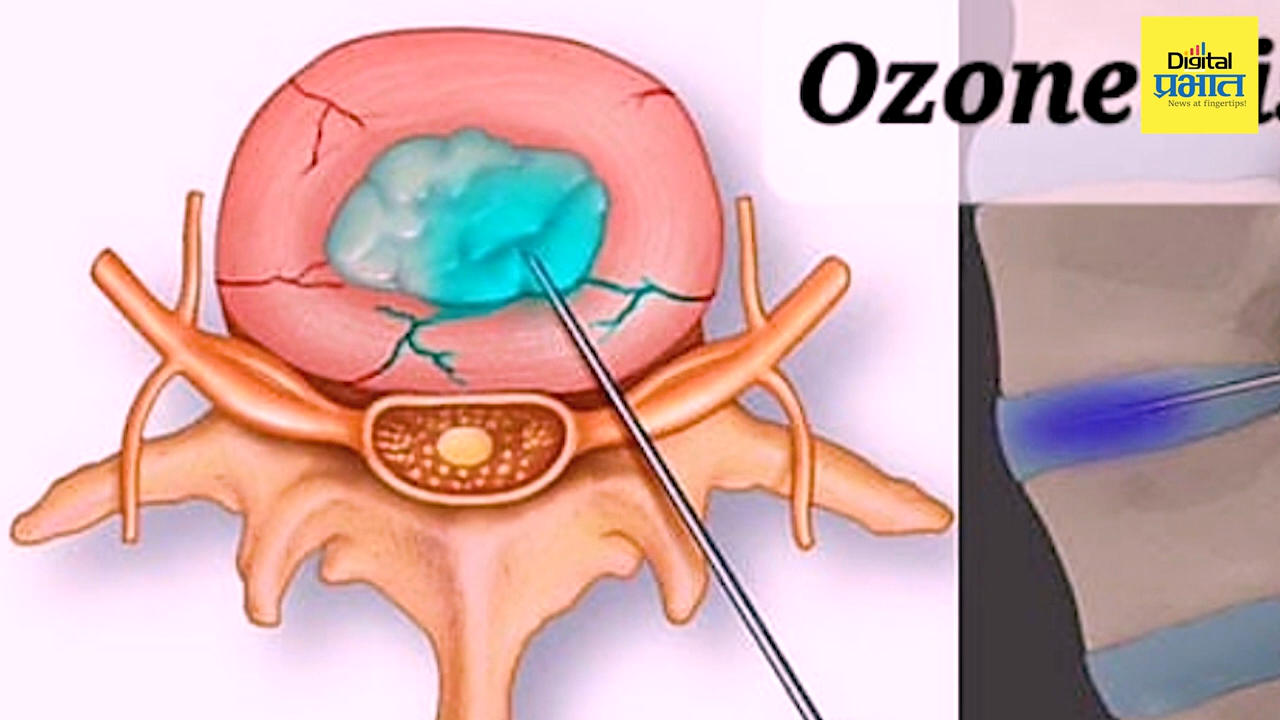 Ozone
Digital
प्रभात
News at fingertips!